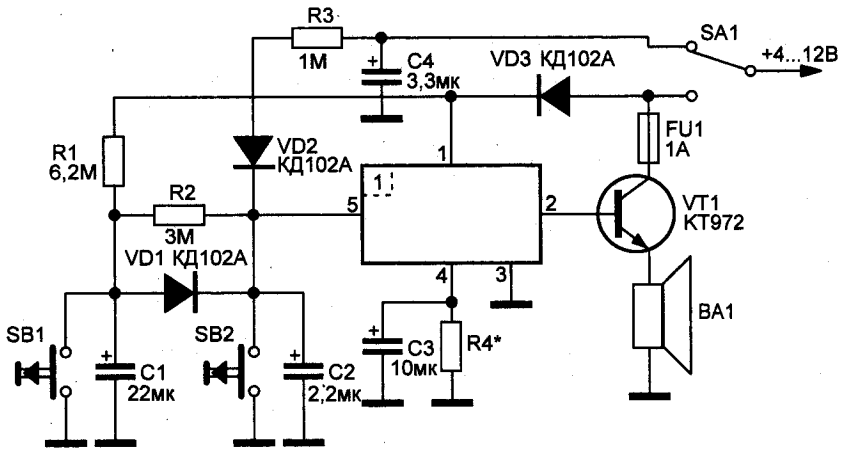 R3
1M
SA1
+4...12В
+
C4
3,3мк
VD3 КД102А
R1
6,2М
VD2
КД102А
1
FU1
1А
1
R2
3М
5
2
VT1
КТ972
VD1 КД102А
4
3
SB1
+
C1
22мк
SB2
+
C2
2,2мк
+
C3
10мк
R4*
BA1